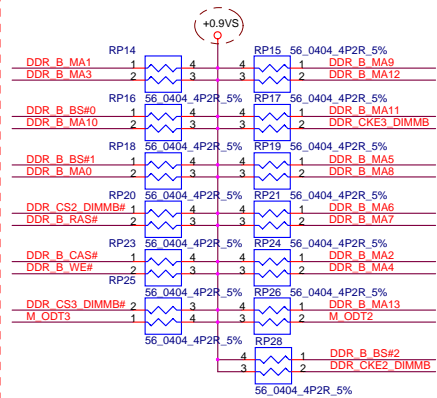 +0.9VS
RP14 RP15 56_0404_4P2R_5%
DDR_B_MA1 1 4 4 1 DDR_B_MA9
DDR_B_MA3 2 3 3 2 DDR_B_MA12
RP16 56_0404_4P2R_5% RP17 56_0404_4P2R_5%
DDR_B_BS#0 1 4 4 1 DDR_B_MA11
DDR_B_MA10 2 3 3 2 DDR_CKE3_DIMMB
RP18 56_0404_4P2R_5% RP19 56_0404_4P2R_5%
DDR_B_BS#1 1 4 4 1 DDR_B_MA5
DDR_B_MA0 2 3 3 2 DDR_B_MA8
RP20 56_0404_4P2R_5% RP21 56_0404_4P2R_5%
DDR_CS2_DIMMB# 1 4 4 1 DDR_B_MA6
DDR_B_RAS# 2 3 3 2 DDR_B_MA7
RP23 56_0404_4P2R_5% RP24 56_0404_4P2R_5%
DDR_B_CAS# 1 4 4 1 DDR_B_MA2
DDR_B_WE# 2 3 3 2 DDR_B_MA4
RP25 56_0404_4P2R_5% RP26 56_0404_4P2R_5%
DDR_CS3_DIMMB# 2 3 4 1 DDR_B_MA13
M_ODT3 1 4 3 2 M_ODT2
56_0404_4P2R_5% RP28 56_0404_4P2R_5%
4 1 DDR_B_BS#2
3 2 DDR_CKE2_DIMMB
56_0404_4P2R_5%